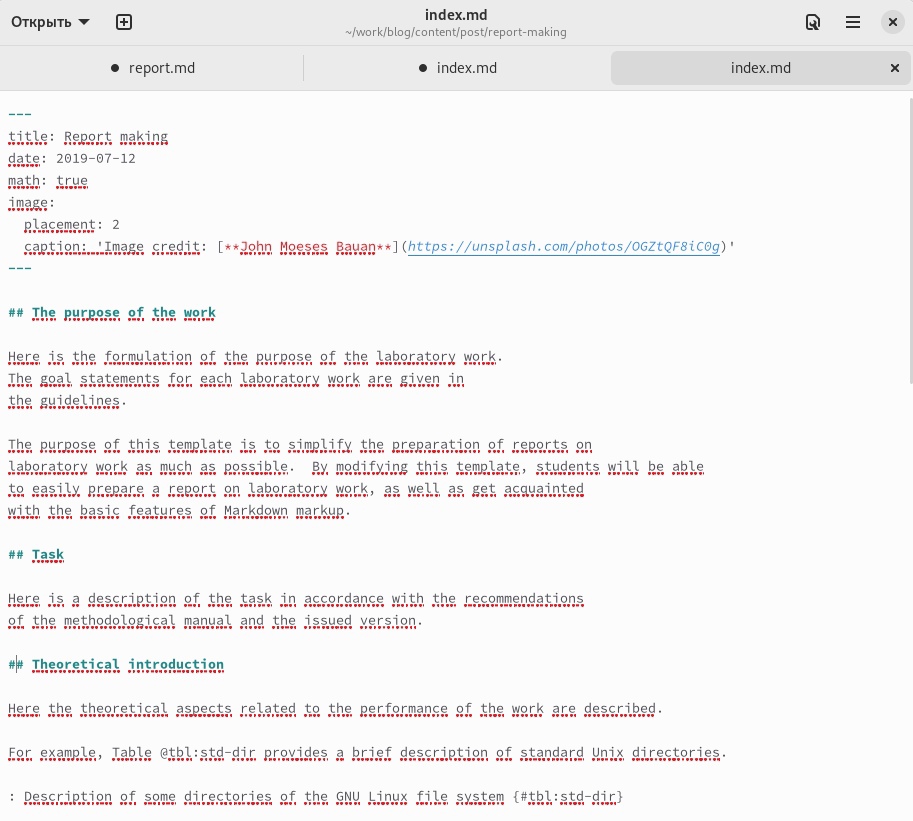 Открыть
index.md
~/work/blog/content/post/report-making
report.md
index.md
index.md
---
title: Report making
date: 2019-07-12
math: true
image:
  placement: 2
  caption: 'Image credit: [**John Moeses Bauan**](https://unsplash.com/photos/OGZtQF8iC0g)'
---
## The purpose of the work
Here is the formulation of the purpose of the laboratory work.
The goal statements for each laboratory work are given in
the guidelines.
The purpose of this template is to simplify the preparation of reports on
laboratory work as much as possible.  By modifying this template, students will be able
to easily prepare a report on laboratory work, as well as get acquainted
with the basic features of Markdown markup.
## Task
Here is a description of the task in accordance with the recommendations
of the methodological manual and the issued version.
## Theoretical introduction
Here the theoretical aspects related to the performance of the work are described.
For example, Table @tbl:std-dir provides a brief description of standard Unix directories.
: Description of some directories of the GNU Linux file system {#tbl:std-dir}